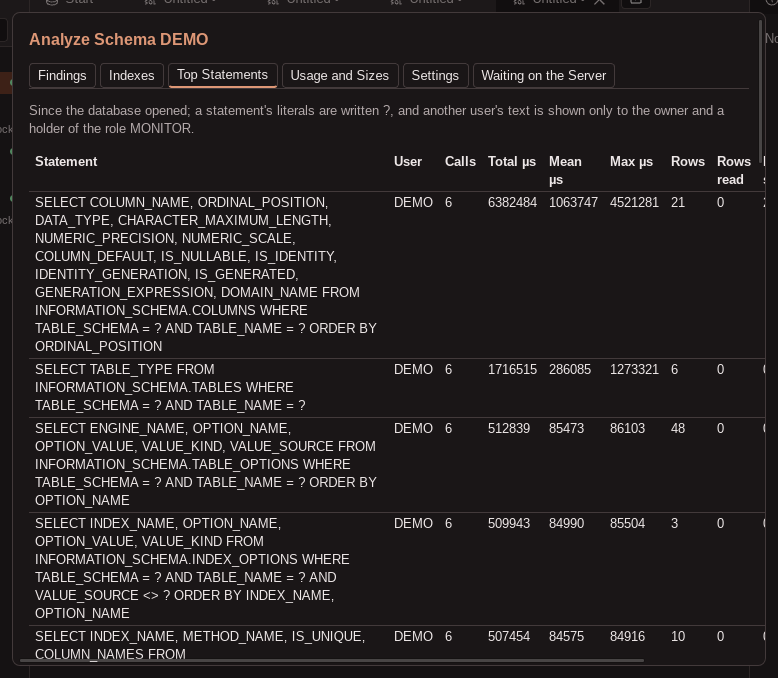 Start Untitled Untitled Untitled Untitled
Analyze Schema DEMO
Findings Indexes Top Statements Usage and Sizes Settings Waiting on the Server
Since the database opened; a statement's literals are written ?, and another user's text is shown only to the owner and a
holder of the role MONITOR.
Statement User Calls Total µs Mean Max µs Rows Rows
µs read
SELECT COLUMN_NAME, ORDINAL_POSITION, DEMO 6 6382484 1063747 4521281 21 0
DATA_TYPE, CHARACTER_MAXIMUM_LENGTH,
NUMERIC_PRECISION, NUMERIC_SCALE,
COLUMN_DEFAULT, IS_NULLABLE, IS_IDENTITY,
IDENTITY_GENERATION, IS_GENERATED,
GENERATION_EXPRESSION, DOMAIN_NAME FROM
INFORMATION_SCHEMA.COLUMNS WHERE
TABLE_SCHEMA = ? AND TABLE_NAME = ? ORDER BY
ORDINAL_POSITION
SELECT TABLE_TYPE FROM DEMO 6 1716515 286085 1273321 6 0
INFORMATION_SCHEMA.TABLES WHERE
TABLE_SCHEMA = ? AND TABLE_NAME = ?
SELECT ENGINE_NAME, OPTION_NAME, DEMO 6 512839 85473 86103 48 0
OPTION_VALUE, VALUE_KIND, VALUE_SOURCE FROM
INFORMATION_SCHEMA.TABLE_OPTIONS WHERE
TABLE_SCHEMA = ? AND TABLE_NAME = ? ORDER BY
OPTION_NAME
SELECT INDEX_NAME, OPTION_NAME, DEMO 6 509943 84990 85504 3 0
OPTION_VALUE, VALUE_KIND FROM
INFORMATION_SCHEMA.INDEX_OPTIONS WHERE
TABLE_SCHEMA = ? AND TABLE_NAME = ? AND
VALUE_SOURCE <> ? ORDER BY INDEX_NAME,
OPTION_NAME
SELECT INDEX_NAME, METHOD_NAME, IS_UNIQUE, DEMO 6 507454 84575 84916 10 0
COLUMN_NAMES FROM